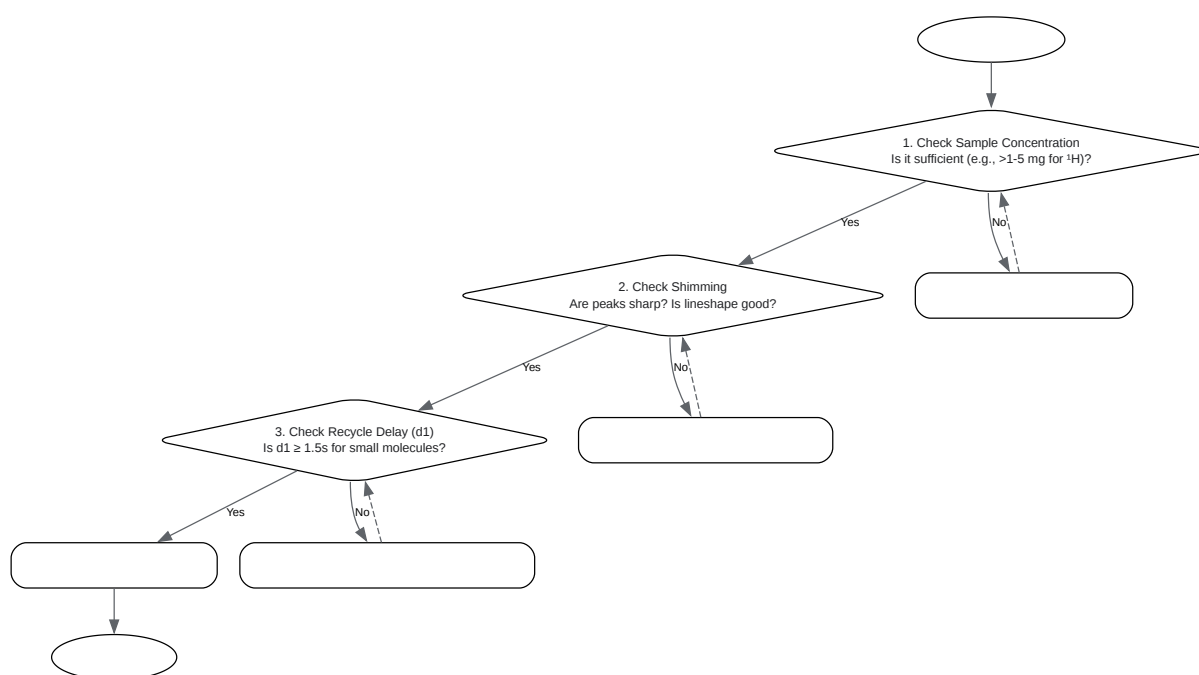 1. Check Sample Concentration
Is it sufficient (e.g., >1-5 mg for ¹H)?
Yes
No
2. Check Shimming
Are peaks sharp? Is lineshape good?
Yes
No
3. Check Recycle Delay (d1)
Is d1 ≥ 1.5s for small molecules?
Yes
No